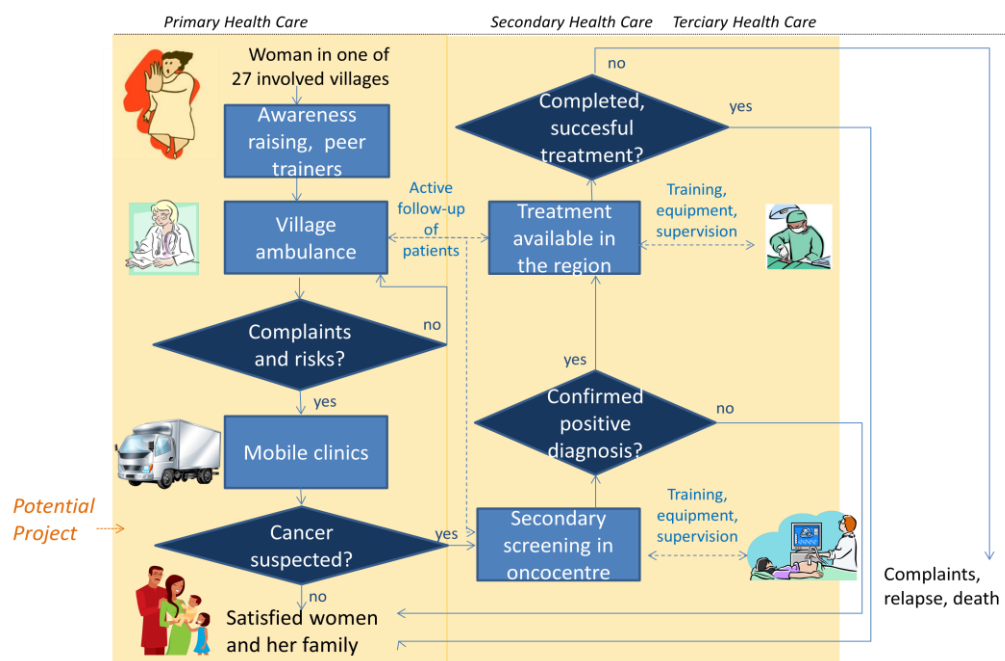 Primary Health Care
Secondary Health Care
Terciary Health Care
Woman in one of
27 involved villages
Awareness
raising, peer
trainers
Village
ambulance
Complaints
and risks?
no
yes
Mobile clinics
Potential
Project
Cancer
suspected?
yes
no
Satisfied women
and her family
Active
follow-up
of
patients
no
Completed,
succesful
treatment?
yes
Treatment
available in
the region
Training,
equipment,
supervision
yes
Confirmed
positive
diagnosis?
no
Secondary
screening in
oncocentre
Training,
equipment,
supervision
Complaints,
relapse, death